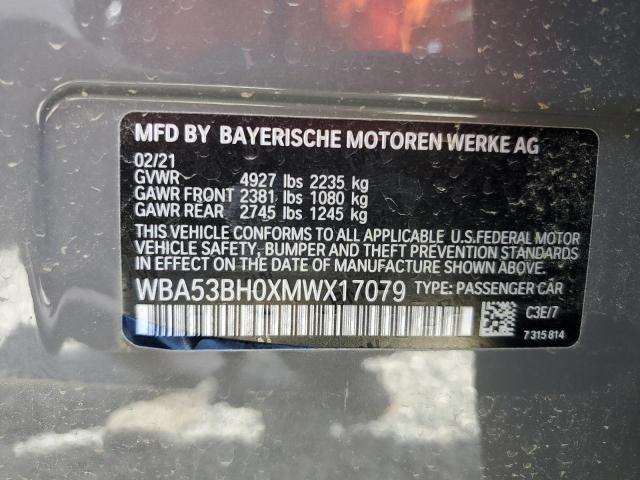 MFD BY BAYERISCHE MOTOREN WERKE AG
02/21
GVWR 4927 lbs 2235 kg
GAWR FRONT 2381 lbs 1080 kg
GAWR REAR 2745 lbs 1245 kg
THIS VEHICLE CONFORMS TO ALL APPLICABLE U.S.FEDERAL MOTOR
VEHICLE SAFETY, BUMPER AND THEFT PREVENTION STANDARDS
IN EFFECT ON THE DATE OF MANUFACTURE SHOWN ABOVE.
WBA53BH0XMWX17079 TYPE: PASSENGER CAR
C3E/7
7 315 814